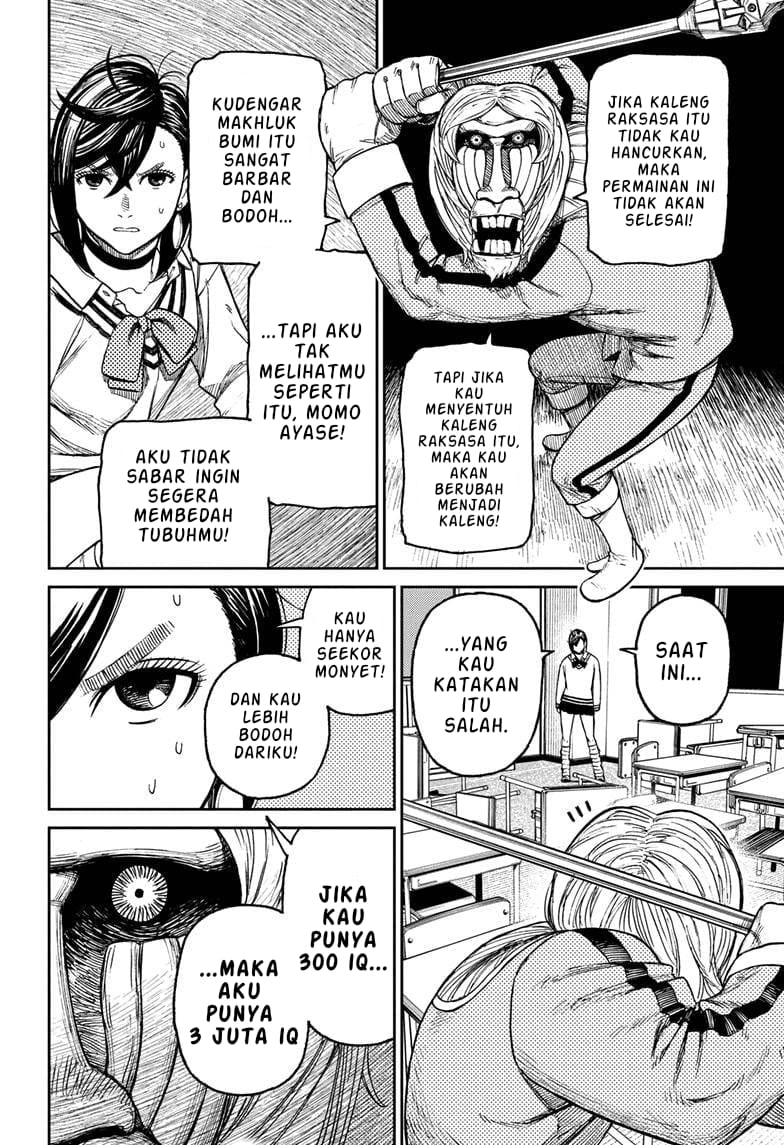 JIKA KALENG
RAKSASA ITU
TIDAK KAU
HANCURKAN,
MAKA
PERMAINAN INI
TIDAK AKAN
SELESAI!
TAPI JIKA
KAU
MENYENTUH
KALENG
RAKSASA ITU,
MAKA KAU
AKAN
BERUBAH
MENJADI
KALENG!
KUDENGAR
MAKHLUK
BUMI ITU
SANGAT
BARBAR
DAN
BODOH...
...TAPI AKU
TAK
MELIHATMU
SEPERTI
ITU, MOMO
AYASE!
AKU TIDAK
SABAR INGIN
SEGERA
MEMBEDAH
TUBUHMU!
SAAT
INI...
...YANG
KAU
KATAKAN
ITU
SALAH.
KAU
HANYA
SEEKOR
MONYET!
DAN KAU
LEBIH
BODOH
DARIKU!
JIKA
KAU
PUNYA
300 IQ...
...MAKA
AKU
PUNYA
3 JUTA IQ